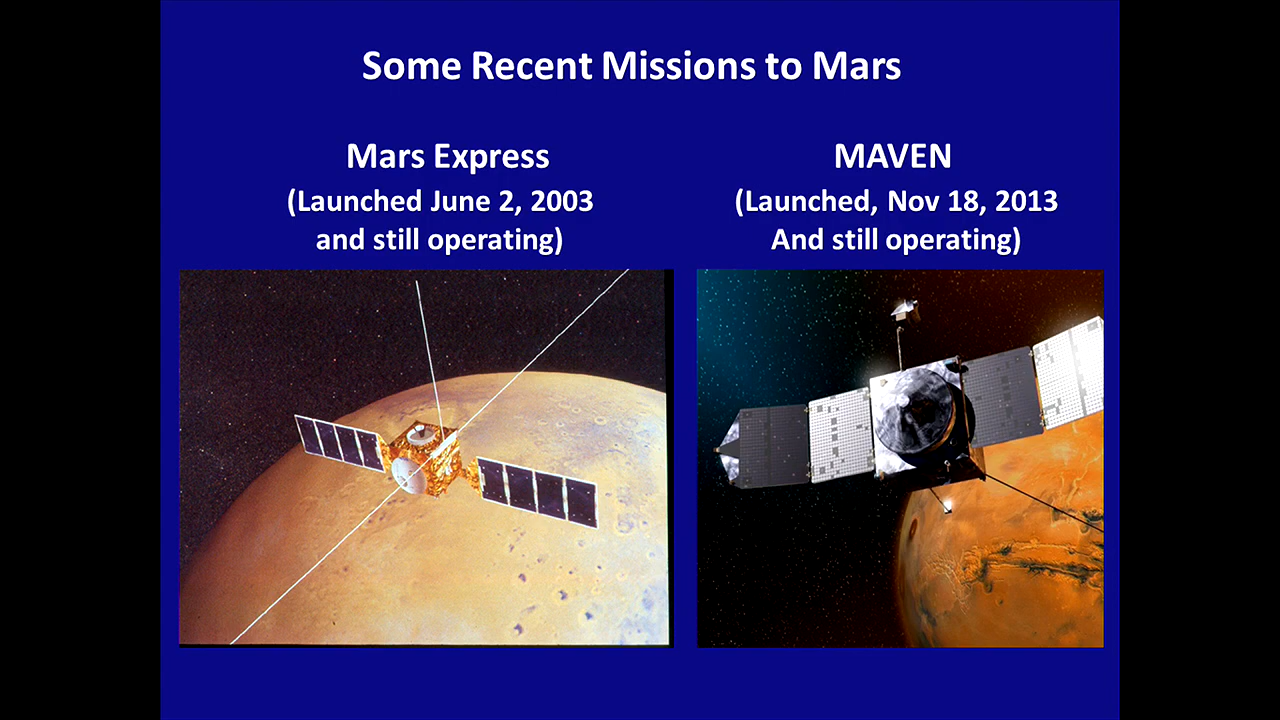 Some Recent Missions to Mars
Mars Express
(Launched June 2, 2003
and still operating)
MAVEN
(Launched, Nov 18, 2013
And still operating)